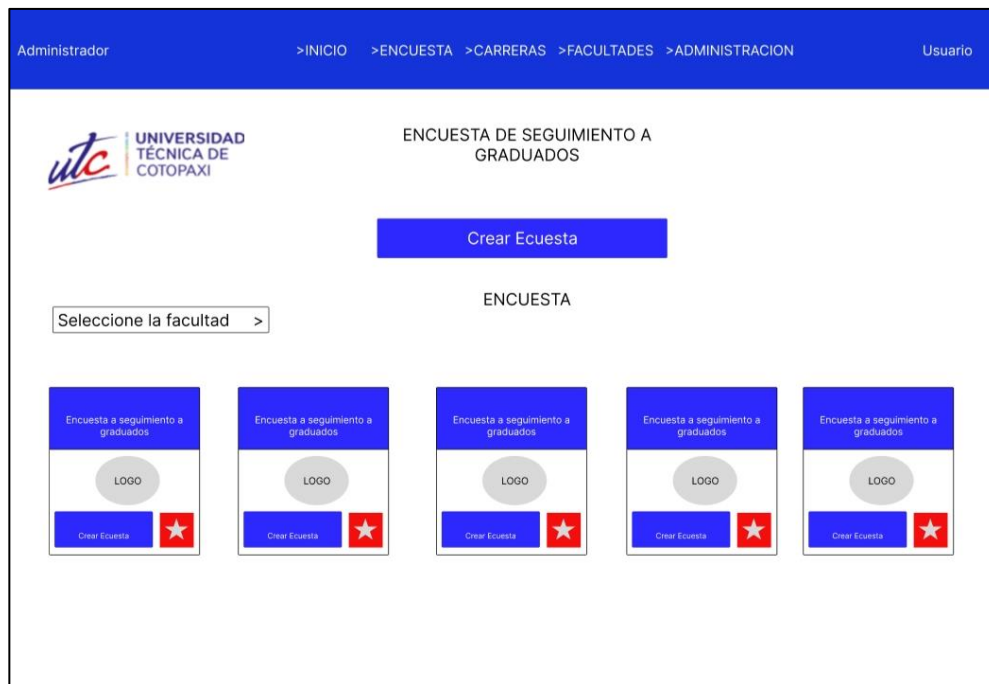 Administrador >INICIO >ENCUESTA >CARRERAS >FACULTADES >ADMINISTRACION Usuario
utc
UNIVERSIDAD
TÉCNICA DE
COTOPAXI
ENCUESTA DE SEGUIMIENTO A
GRADUADOS
Crear Ecuesta
ENCUESTA
Seleccione la facultad >
Encuesta a seguimiento a
graduados
LOGO
Crear Ecuesta
Encuesta a seguimiento a
graduados
LOGO
Crear Ecuesta
Encuesta a seguimiento a
graduados
LOGO
Crear Ecuesta
Encuesta a seguimiento a
graduados
LOGO
Crear Ecuesta
Encuesta a seguimiento a
graduados
LOGO
Crear Ecuesta